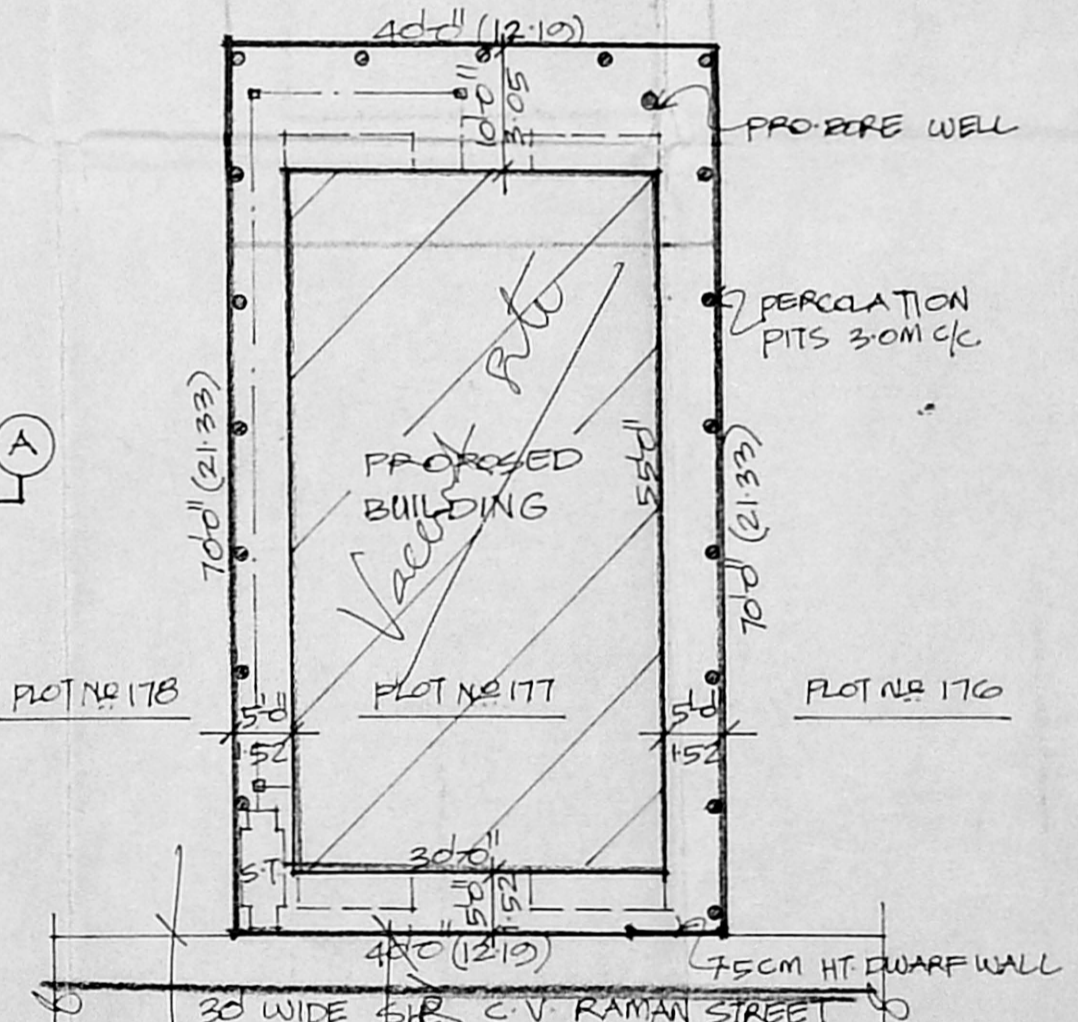 40'-0" (12.19)
10'-0"
3.05
PRO.BORE WELL
PERCOLATION
PITS 3.0M C/C
A
70'-0" (21.33)
Vacent site
PROPOSED
BUILDING
55'-0"
70'-0" (21.33)
PLOT No 178
PLOT No 177
PLOT No 176
5'-0"
1.52
5'-0"
1.52
S.T
30'-0"
5'-0"
1.52
40'-0" (12.19)
75CM HT. DWARF WALL
30' WIDE SIR C.V. RAMAN STREET